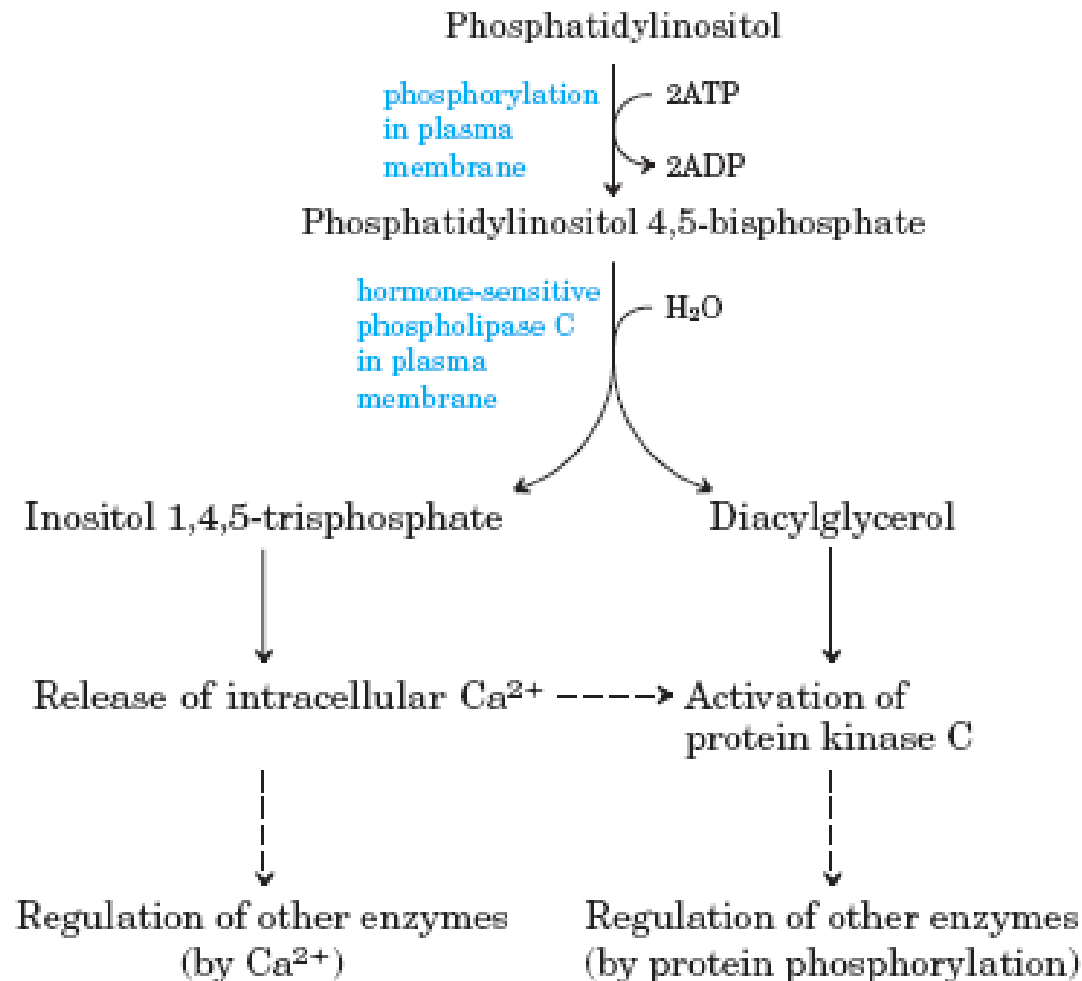 Phosphatidylinositol
phosphorylation
in plasma
membrane
2ATP
2ADP
Phosphatidylinositol 4,5-bisphosphate
hormone-sensitive
phospholipase C
in plasma
membrane
H₂O
Inositol 1,4,5-trisphosphate
Diacylglycerol
Release of intracellular Ca²⁺
Activation of
protein kinase C
Regulation of other enzymes
(by Ca²⁺)
Regulation of other enzymes
(by protein phosphorylation)